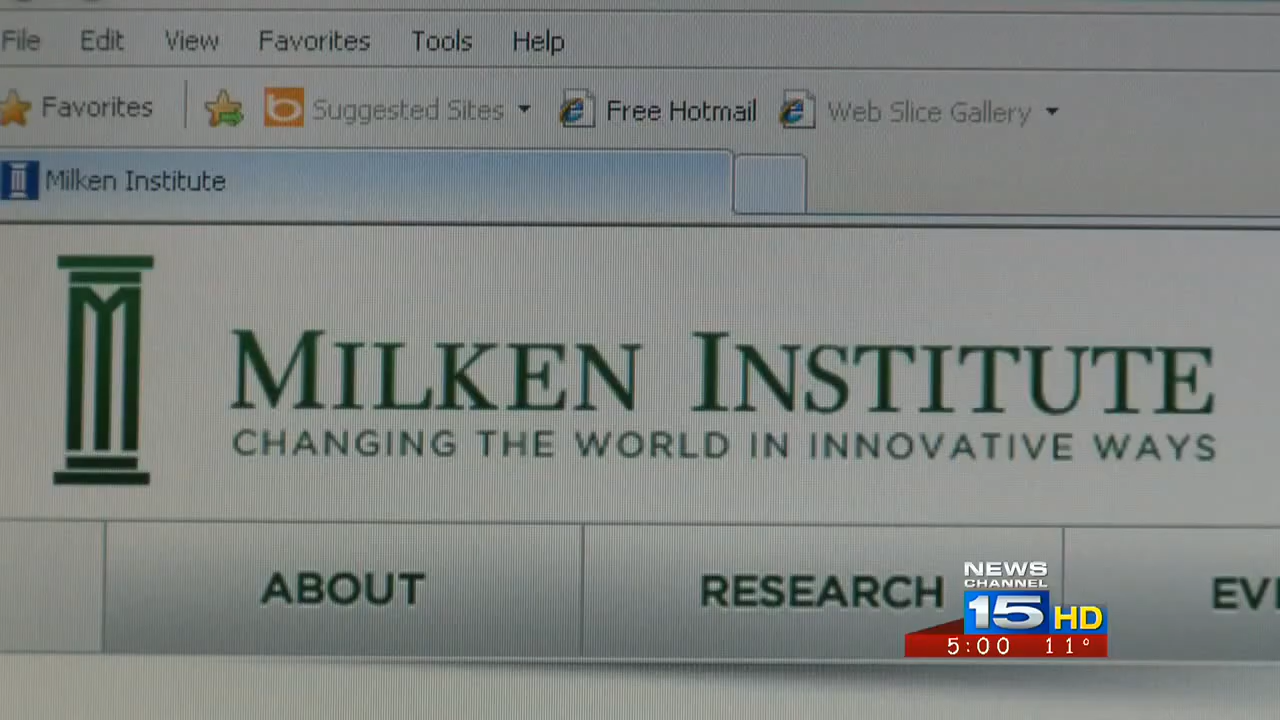 File Edit View Favorites Tools Help
Favorites Suggested Sites Free Hotmail Web Slice Gallery
Milken Institute
MILKEN INSTITUTE
CHANGING THE WORLD IN INNOVATIVE WAYS
ABOUT RESEARCH EV
NEWS
CHANNEL
15 HD
5:00 11°